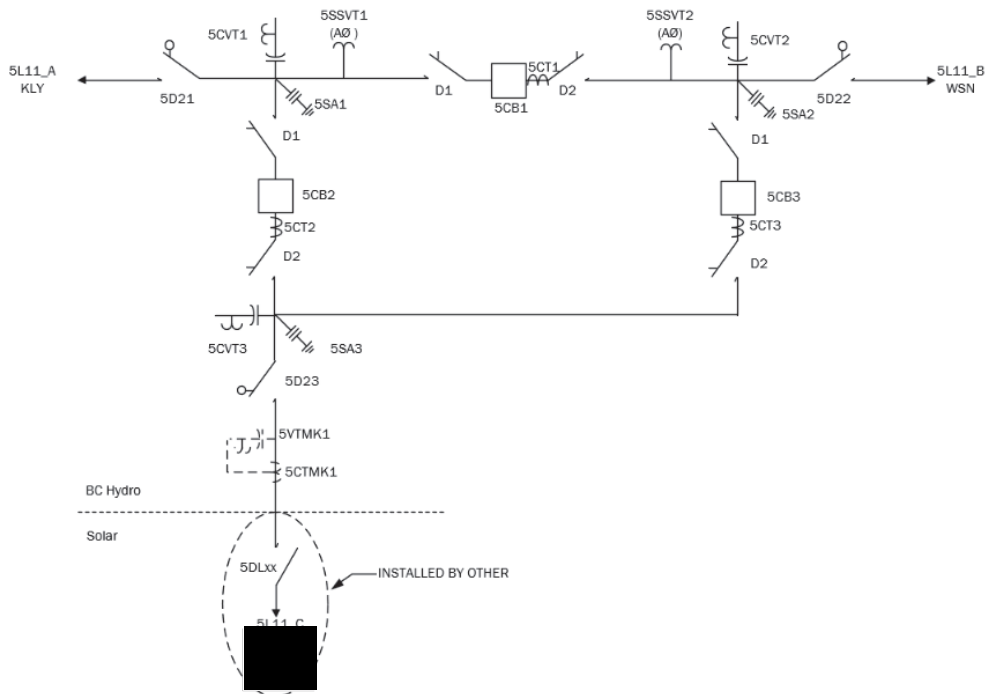 5CVT1
5SSVT1
(AØ)
5L11_A
KLY
5D21
5SA1
D1
5CB1
5CT1
D2
5SSVT2
(AØ)
5CVT2
5D22
5L11_B
WSN
5SA2
D1
5CB2
5CT2
D2
D1
5CB3
5CT3
D2
5CVT3
5SA3
5D23
5VTMK1
5CTMK1
BC Hydro
Solar
5DLxx
INSTALLED BY OTHER
5L11_C